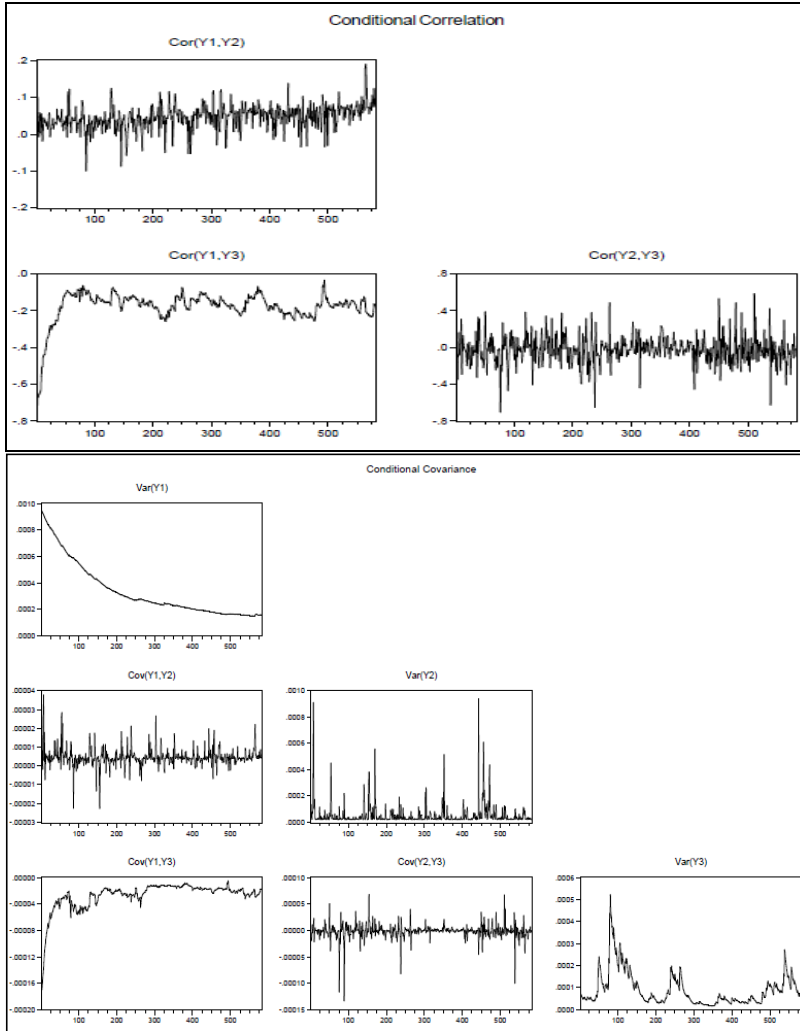 Conditional Correlation
Cor(Y1,Y2)
.2
.1
.0
-.1
-.2
100 200 300 400 500
Cor(Y1,Y3)
.0
-.2
-.4
-.6
-.8
100 200 300 400 500
Cor(Y2,Y3)
.8
.4
.0
-.4
-.8
100 200 300 400 500
Conditional Covariance
Var(Y1)
.0010
.0008
.0006
.0004
.0002
.0000
100 200 300 400 500
Cov(Y1,Y2)
.00004
.00003
.00002
.00001
.00000
-.00001
-.00002
-.00003
100 200 300 400 500
Var(Y2)
.0010
.0008
.0006
.0004
.0002
.0000
100 200 300 400 500
Cov(Y1,Y3)
.00000
-.00004
-.00008
-.00012
-.00016
-.00020
100 200 300 400 500
Cov(Y2,Y3)
.00010
.00005
.00000
-.00005
-.00010
-.00015
100 200 300 400 500
Var(Y3)
.0006
.0005
.0004
.0003
.0002
.0001
.0000
100 200 300 400 500